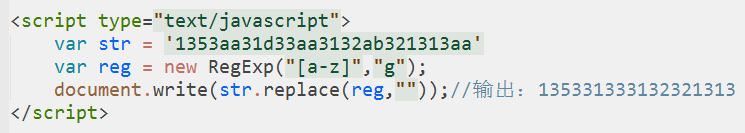 <script type="text/javascript">
var str = '1353aa31d33aa3132ab321313aa'
var reg = new RegExp("[a-z]","g");
document.write(str.replace(reg,""));//输出：135331333132321313
</script>